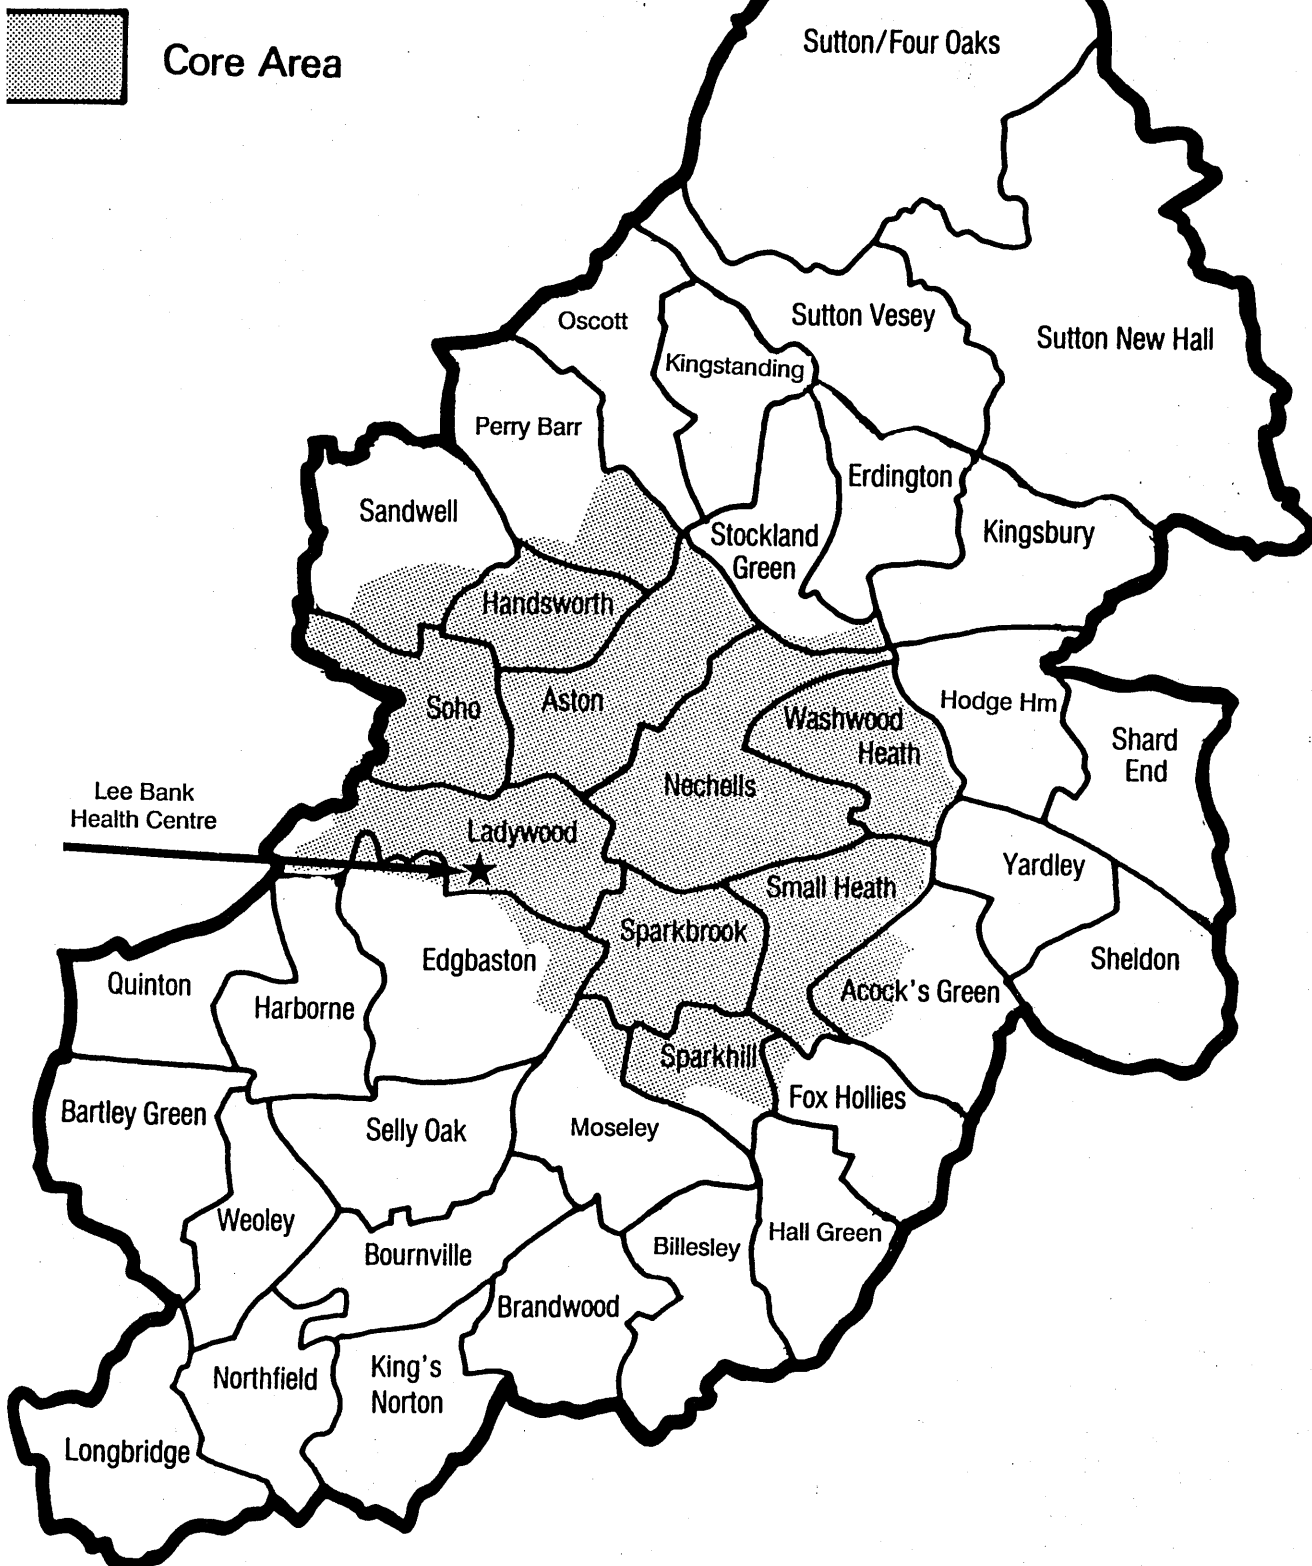 Core Area
Sutton/Four Oaks
Oscott
Sutton Vesey
Sutton New Hall
Kingstanding
Perry Barr
Erdington
Sandwell
Stockland
Green
Kingsbury
Handsworth
Soho
Aston
Washwood
Heath
Hodge Hm
Shard
End
Nechells
Lee Bank
Health Centre
Ladywood
Yardley
Small Heath
Sparkbrook
Sheldon
Edgbaston
Quinton
Harborne
Acock's Green
Sparkhill
Fox Hollies
Bartley Green
Selly Oak
Moseley
Weoley
Bournville
Billesley
Hall Green
Brandwood
Northfield
King's
Norton
Longbridge